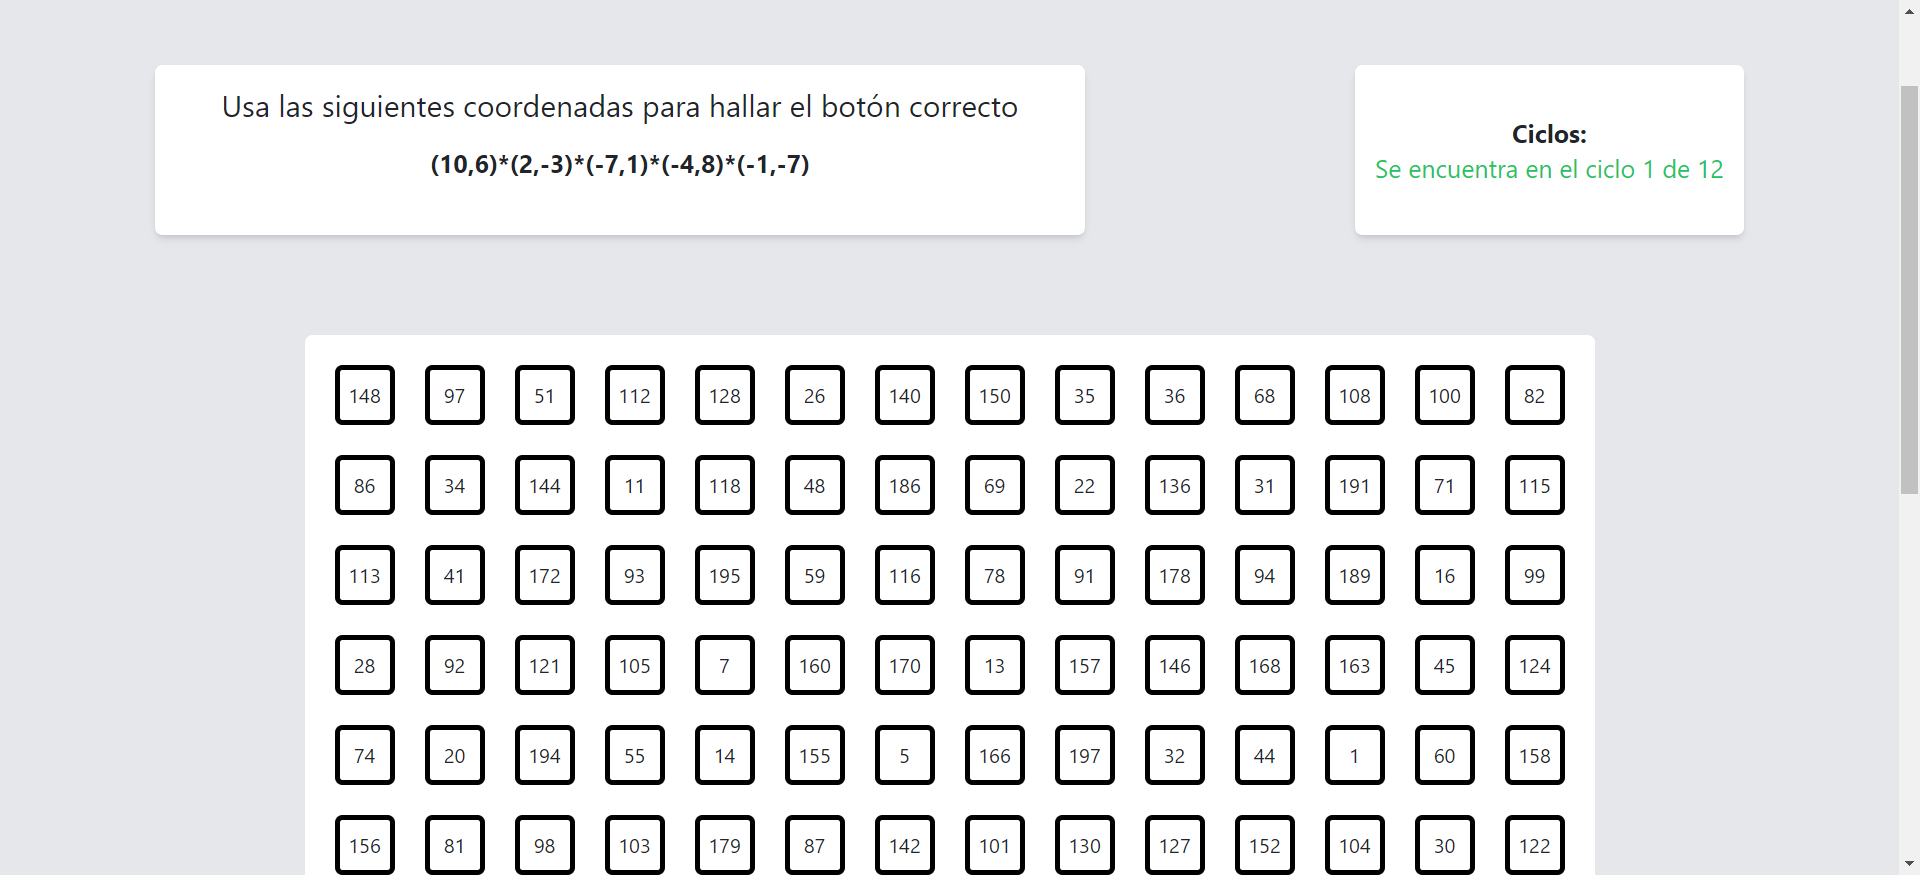 Usa las siguientes coordenadas para hallar el botón correcto
(10,6)*(2,-3)*(-7,1)*(-4,8)*(-1,-7)
Ciclos:
Se encuentra en el ciclo 1 de 12
148 97 51 112 128 26 140 150 35 36 68 108 100 82
86 34 144 11 118 48 186 69 22 136 31 191 71 115
113 41 172 93 195 59 116 78 91 178 94 189 16 99
28 92 121 105 7 160 170 13 157 146 168 163 45 124
74 20 194 55 14 155 5 166 197 32 44 1 60 158
156 81 98 103 179 87 142 101 130 127 152 104 30 122